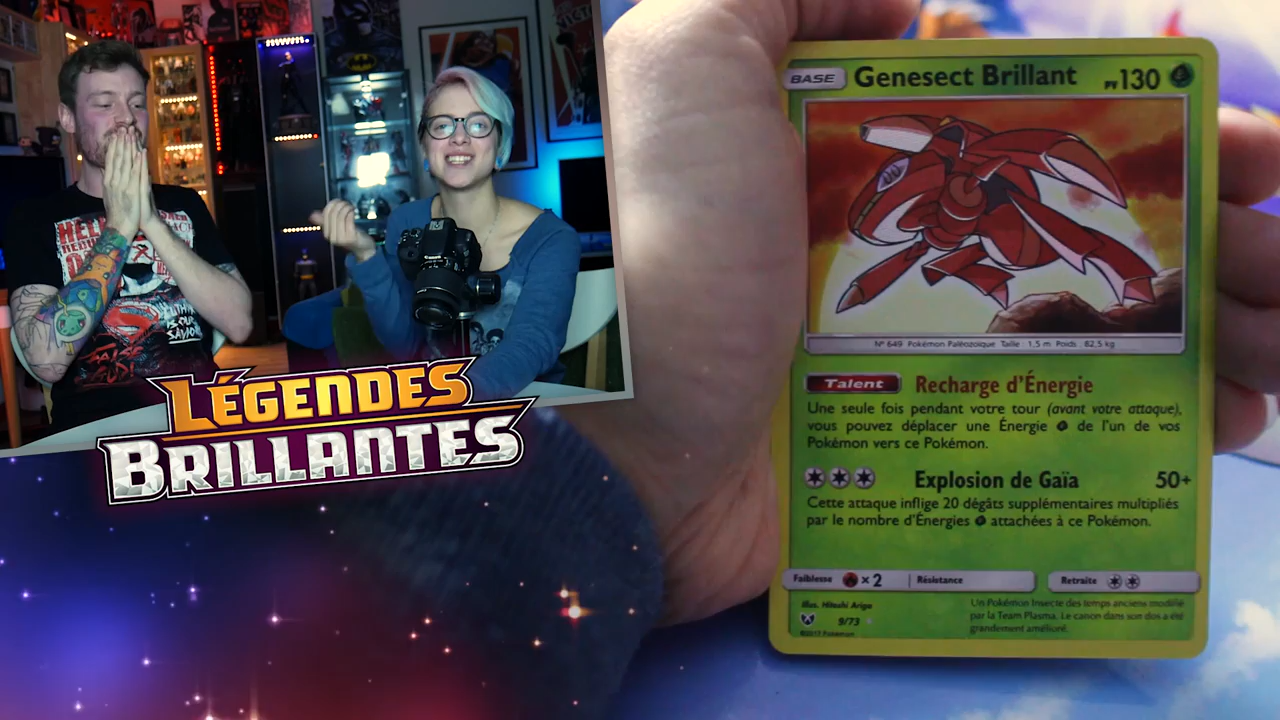 LÉGENDES
BRILLANTES
BASE
Genesect Brillant
PV130
N° 649 Pokémon Paléozoïque Taille : 1,5 m Poids : 82,5 kg
Talent Recharge d'Énergie
Une seule fois pendant votre tour (avant votre attaque),
vous pouvez déplacer une Énergie de l'un de vos
Pokémon vers ce Pokémon.
Explosion de Gaïa 50+
Cette attaque inflige 20 dégâts supplémentaires multipliés
par le nombre d'Énergies attachées à ce Pokémon.
Faiblesse ×2 Résistance Retraite
Illus. Hitoshi Ariga
9/73
©2017 Pokémon
Un Pokémon Insecte des temps anciens modifié
par la Team Plasma. Le canon dans son dos a été
grandement amélioré.